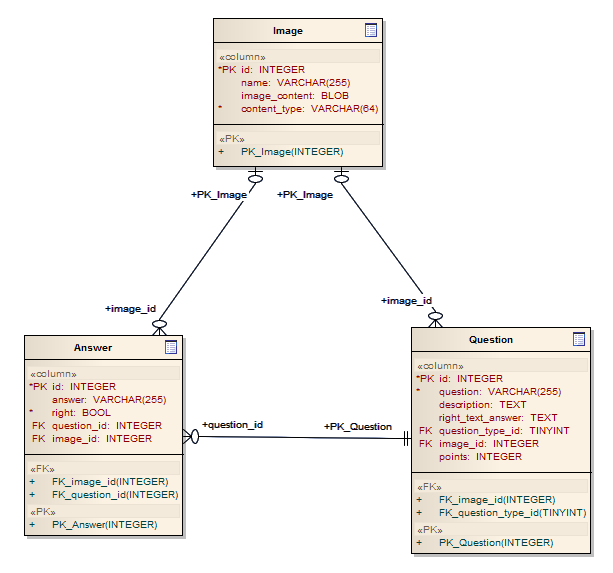 Image
«column»
*PK id: INTEGER
name: VARCHAR(255)
image_content: BLOB
* content_type: VARCHAR(64)
«PK»
+ PK_Image(INTEGER)
+PK_Image
+PK_Image
+image_id
+image_id
Answer
«column»
*PK id: INTEGER
answer: VARCHAR(255)
* right: BOOL
FK question_id: INTEGER
FK image_id: INTEGER
«FK»
+ FK_image_id(INTEGER)
+ FK_question_id(INTEGER)
«PK»
+ PK_Answer(INTEGER)
+question_id
+PK_Question
Question
«column»
*PK id: INTEGER
* question: VARCHAR(255)
description: TEXT
right_text_answer: TEXT
FK question_type_id: TINYINT
FK image_id: INTEGER
points: INTEGER
«FK»
+ FK_image_id(INTEGER)
+ FK_question_type_id(TINYINT)
«PK»
+ PK_Question(INTEGER)